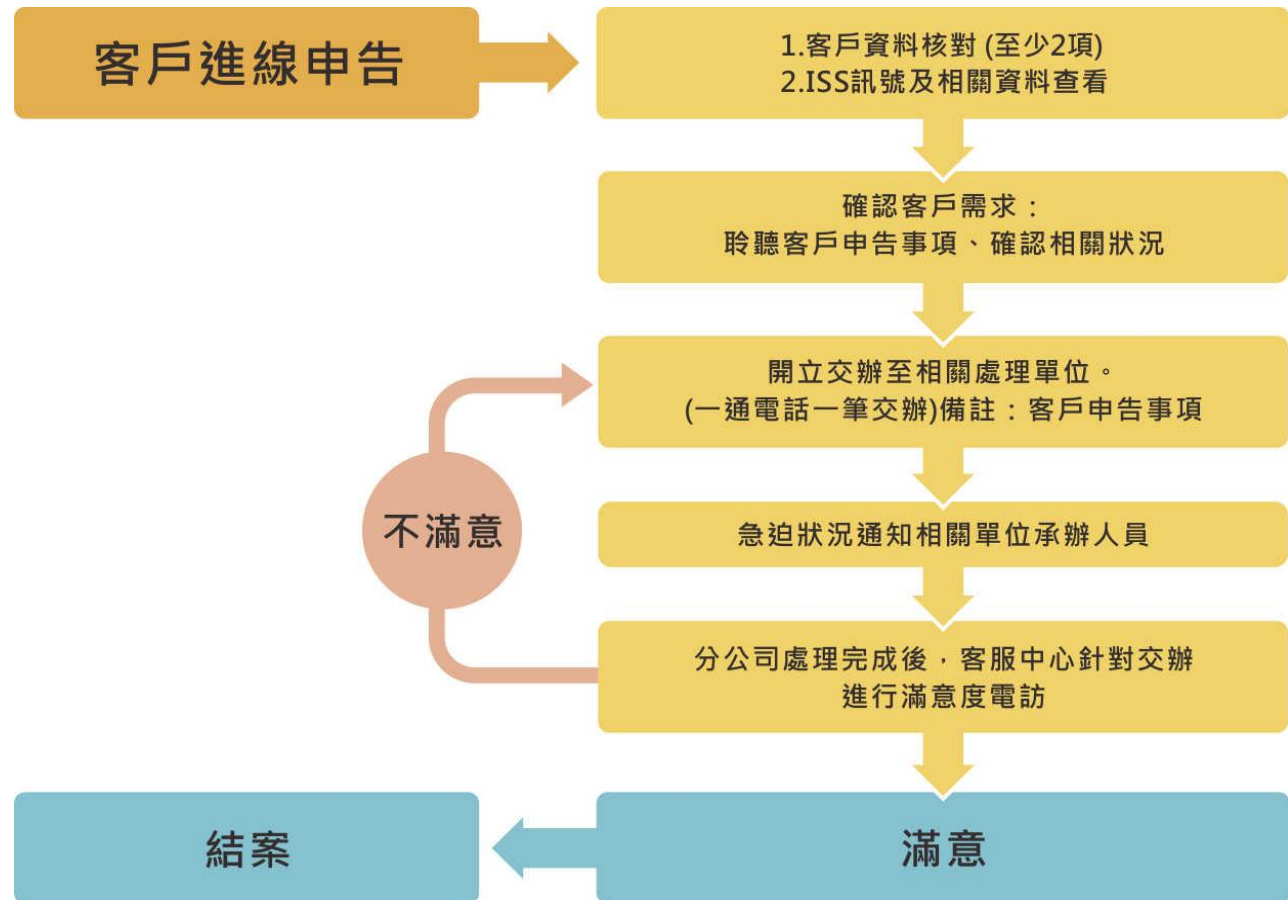 客戶進線申告
1.客戶資料核對 (至少2項)
2.ISS訊號及相關資料查看
確認客戶需求：
聆聽客戶申告事項、確認相關狀況
開立交辦至相關處理單位。
(一通電話一筆交辦)備註：客戶申告事項
急迫狀況通知相關單位承辦人員
分公司處理完成後，客服中心針對交辦
進行滿意度電訪
不滿意
滿意
結案